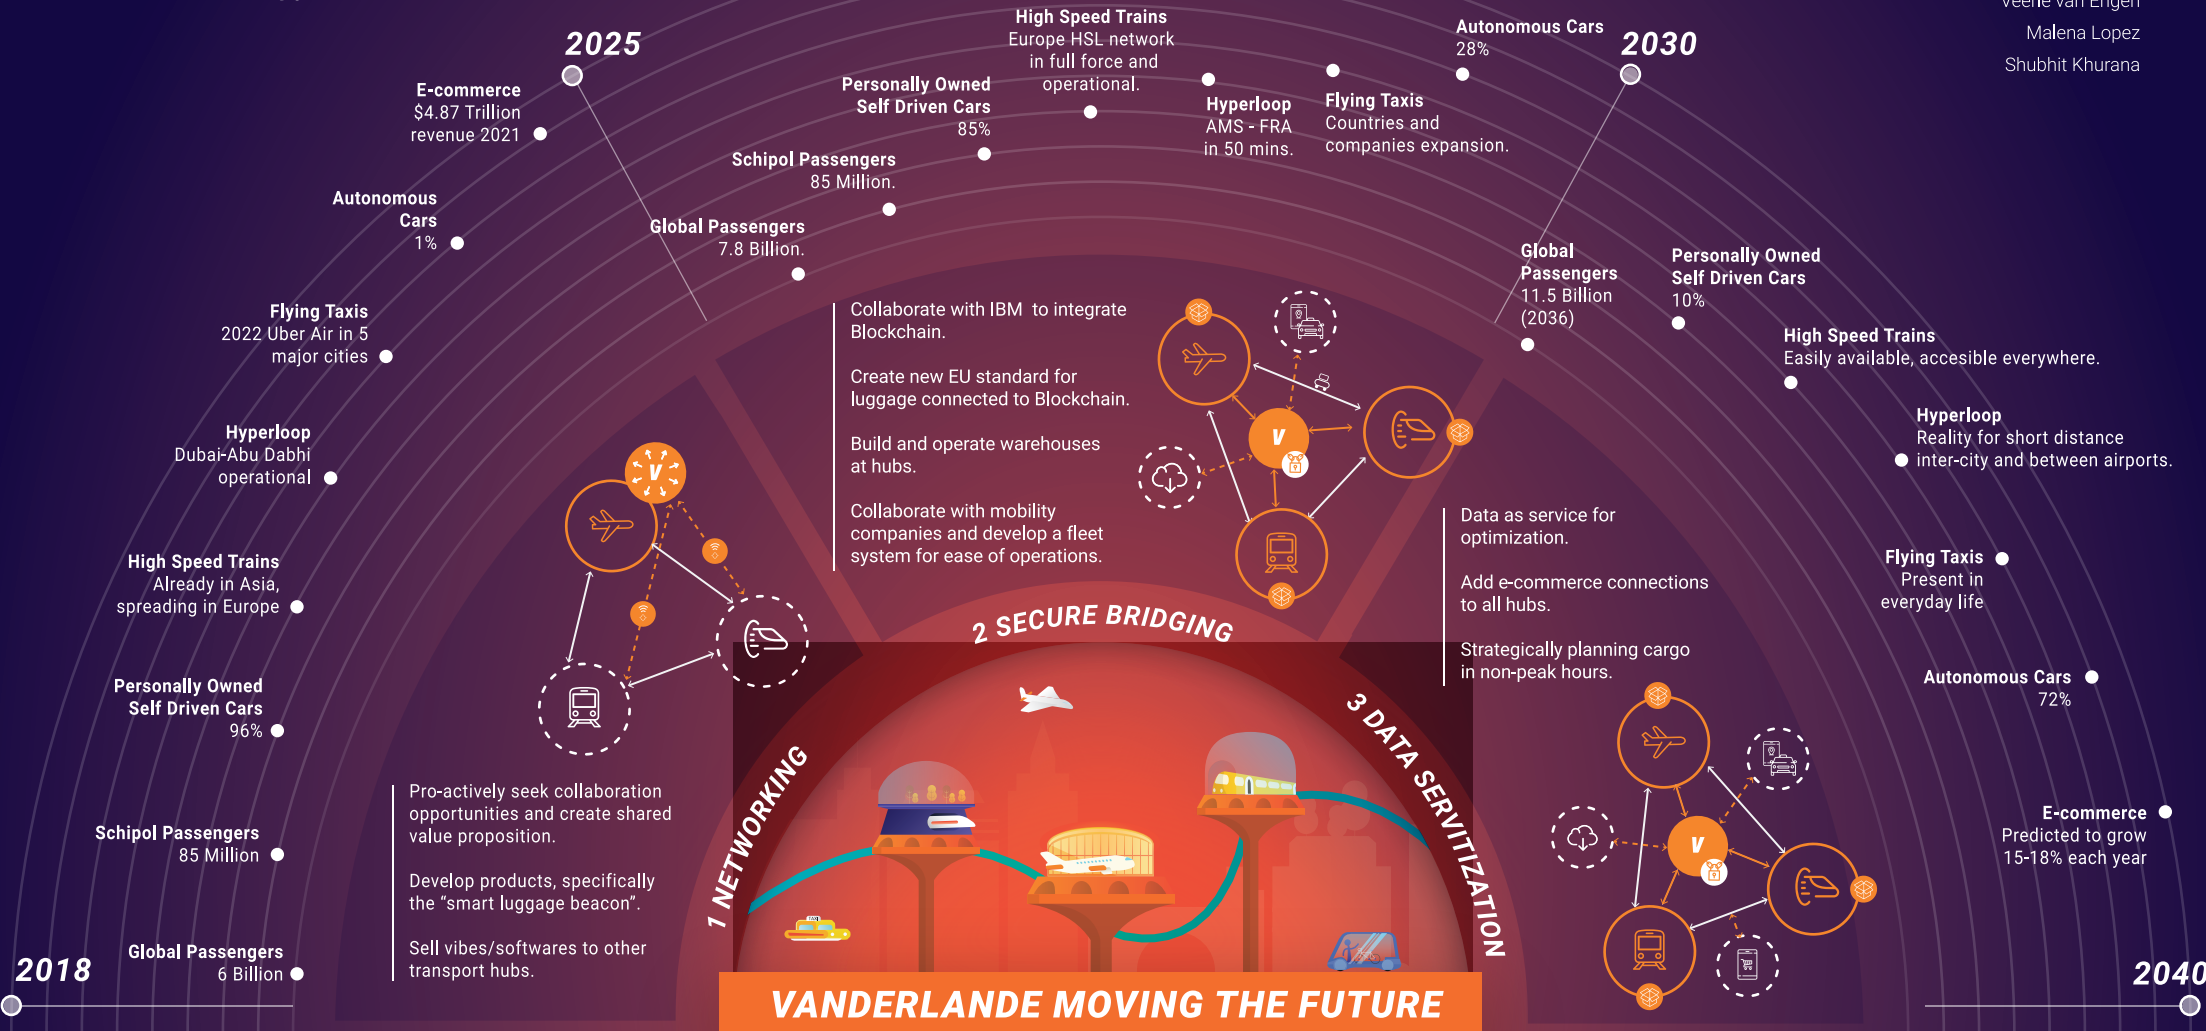 Malena Lopez
Shubhit Khurana
2018
2025
2030
2040
E-commerce
$4.87 Trillion
revenue 2021
Autonomous
Cars
1%
Flying Taxis
2022 Uber Air in 5
major cities
Hyperloop
Dubai-Abu Dabhi
operational
High Speed Trains
Already in Asia,
spreading in Europe
Personally Owned
Self Driven Cars
96%
Schipol Passengers
85 Million
Global Passengers
6 Billion
High Speed Trains
Europe HSL network
in full force and
operational.
Personally Owned
Self Driven Cars
85%
Schipol Passengers
85 Million.
Global Passengers
7.8 Billion.
Hyperloop
AMS - FRA
in 50 mins.
Flying Taxis
Countries and
companies expansion.
Autonomous Cars
28%
Global
Passengers
11.5 Billion
(2036)
Personally Owned
Self Driven Cars
10%
High Speed Trains
Easily available, accesible everywhere.
Hyperloop
Reality for short distance
inter-city and between airports.
Flying Taxis
Present in
everyday life
Autonomous Cars
72%
E-commerce
Predicted to grow
15-18% each year
Pro-actively seek collaboration
opportunities and create shared
value proposition.
Develop products, specifically
the “smart luggage beacon”.
Sell vibes/softwares to other
transport hubs.
V
Collaborate with IBM to integrate
Blockchain.
Create new EU standard for
luggage connected to Blockchain.
Build and operate warehouses
at hubs.
Collaborate with mobility
companies and develop a fleet
system for ease of operations.
V
Data as service for
optimization.
Add e-commerce connections
to all hubs.
Strategically planning cargo
in non-peak hours.
V
1 NETWORKING
2 SECURE BRIDGING
3 DATA SERVITIZATION
TAXI
VANDERLANDE MOVING THE FUTURE